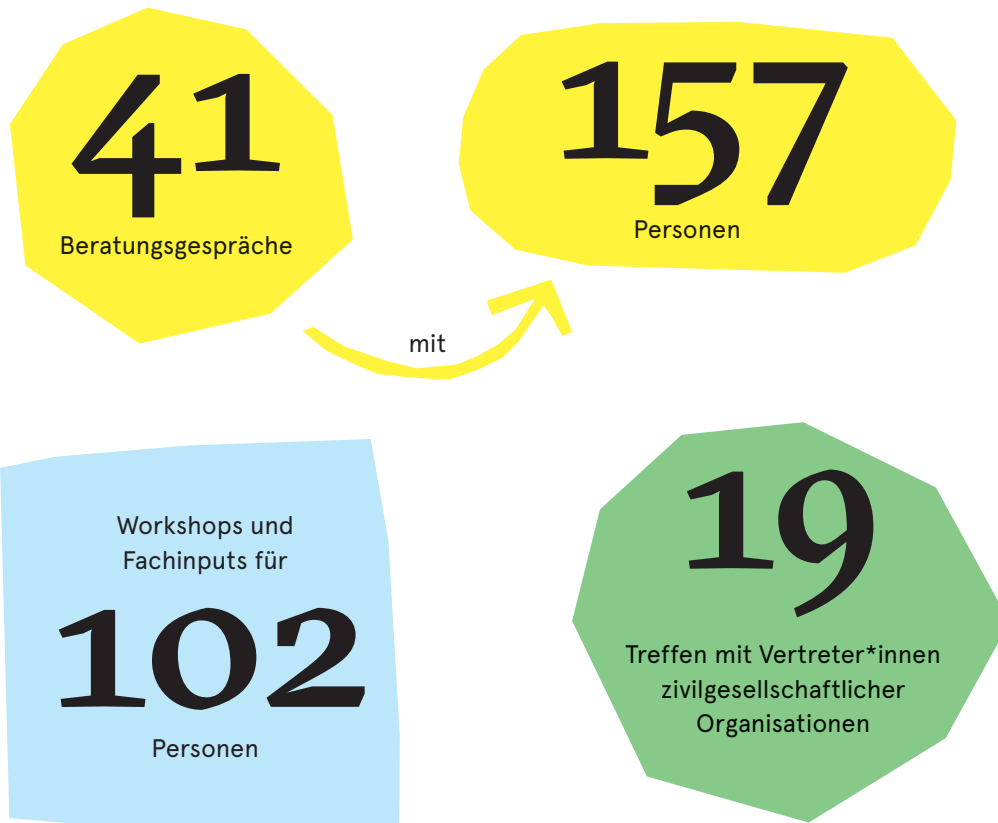 41
Beratungsgespräche
mit
157
Personen
Workshops und
Fachinputs für
102
Personen
19
Treffen mit Vertreter*innen
zivilgesellschaftlicher
Organisationen